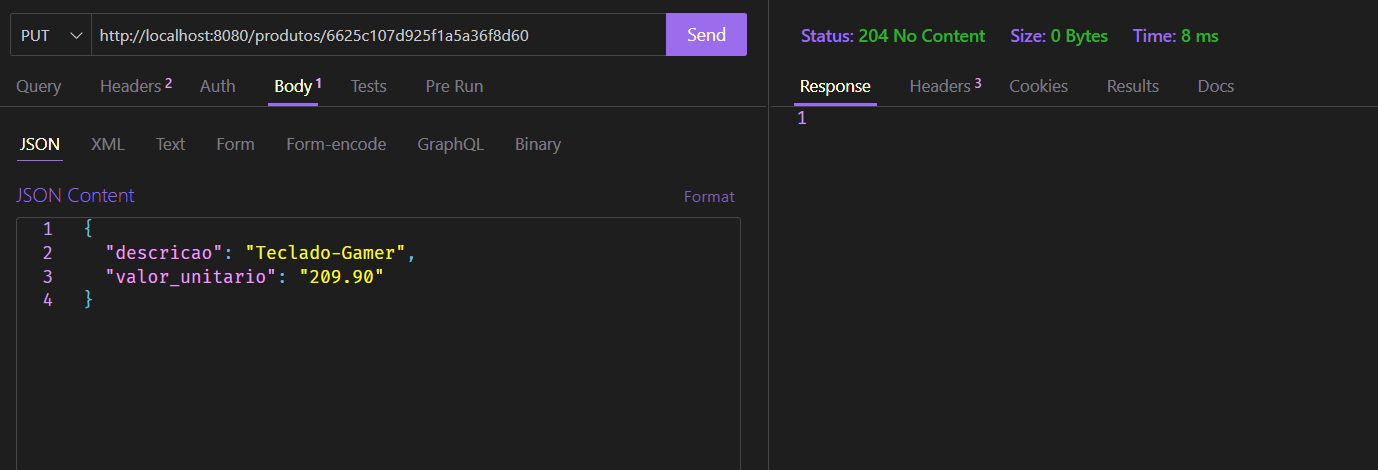 PUT http://localhost:8080/produtos/6625c107d925f1a5a36f8d60 Send
Query Headers 2 Auth Body 1 Tests Pre Run
JSON XML Text Form Form-encode GraphQL Binary
JSON Content Format
1 {
2 "descricao": "Teclado-Gamer",
3 "valor_unitario": "209.90"
4 }
Status: 204 No Content Size: 0 Bytes Time: 8 ms
Response Headers 3 Cookies Results Docs
1